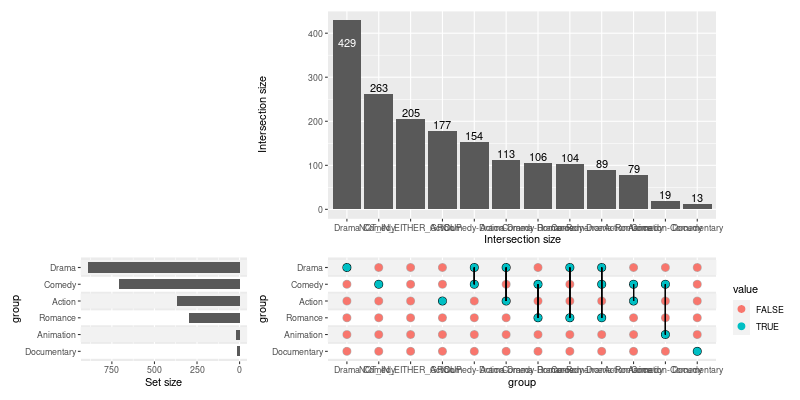 400
300
200
100
0
Intersection size
429
263
205
177
154
113
106
104
89
79
19
13
Intersection size
group
Drama
Comedy
Action
Romance
Animation
Documentary
750
500
250
0
Set size
group
Drama
Comedy
Action
Romance
Animation
Documentary
group
value
FALSE
TRUE